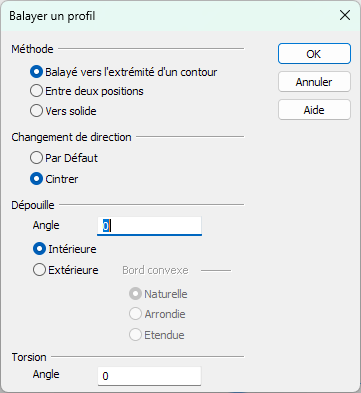 Balayer un profil
Méthode
Balayé vers l'extrémité d'un contour
Entre deux positions
Vers solide
OK
Annuler
Aide
Changement de direction
Par Défaut
Cintrer
Dépouille
Angle 0
Intérieure
Extérieure Bord convexe
Naturelle
Arrondie
Etendue
Torsion
Angle 0